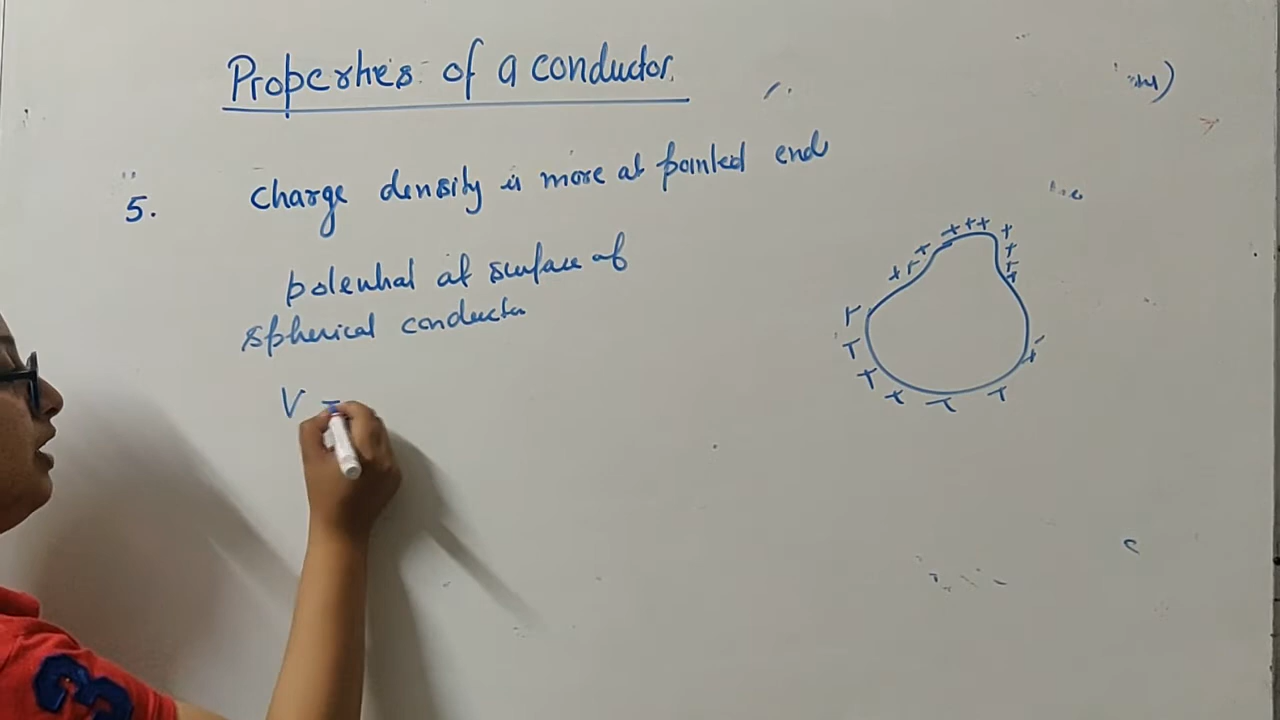 Properties of a conductor.
5. Charge density is more at pointed end
potential at surface of
spherical conductor
V =